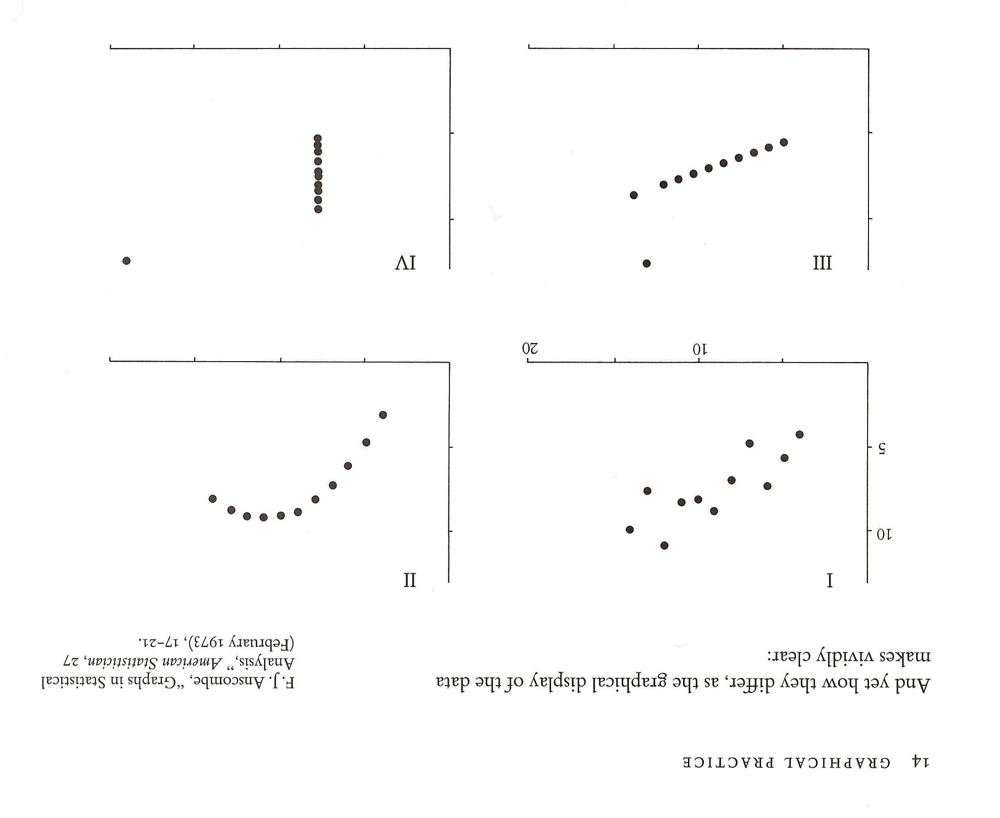 14 GRAPHICAL PRACTICE
And yet how they differ, as the graphical display of the data
makes vividly clear:
F.J. Anscombe, “Graphs in Statistical
Analysis,” American Statistician, 27
(February 1973), 17–21.
I
10
5
10
20
II
III
IV